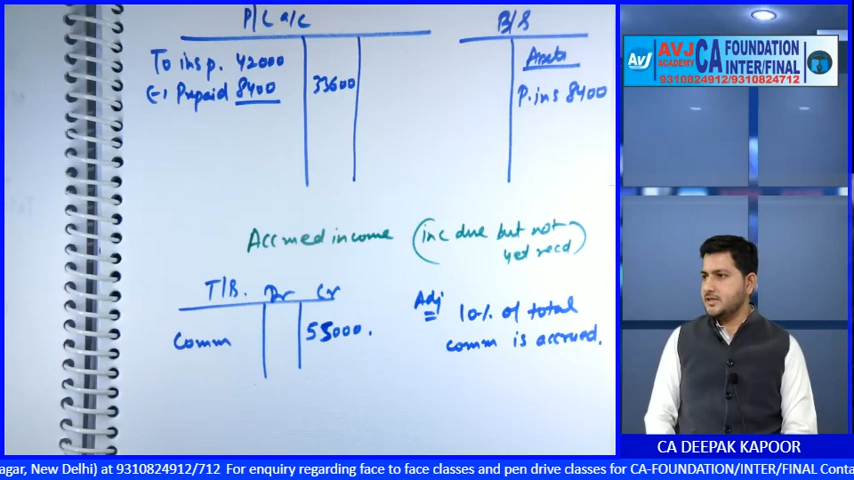 P/L a/c
To insp. 42000
(-) Prepaid 8400 33600
B/S
Assets
P. ins 8400
Accrued income (inc due but not
yet recd)
T/B. Dr Cr
Comm 55000.
Adj 10% of total
comm is accrued.
AVJ
ACADEMY
CA FOUNDATION
INTER/FINAL
9310824912/9310824712
CA DEEPAK KAPOOR
agar, New Delhi) at 9310824912/712 For enquiry regarding face to face classes and pen drive classes for CA-FOUNDATION/INTER/FINAL Conta